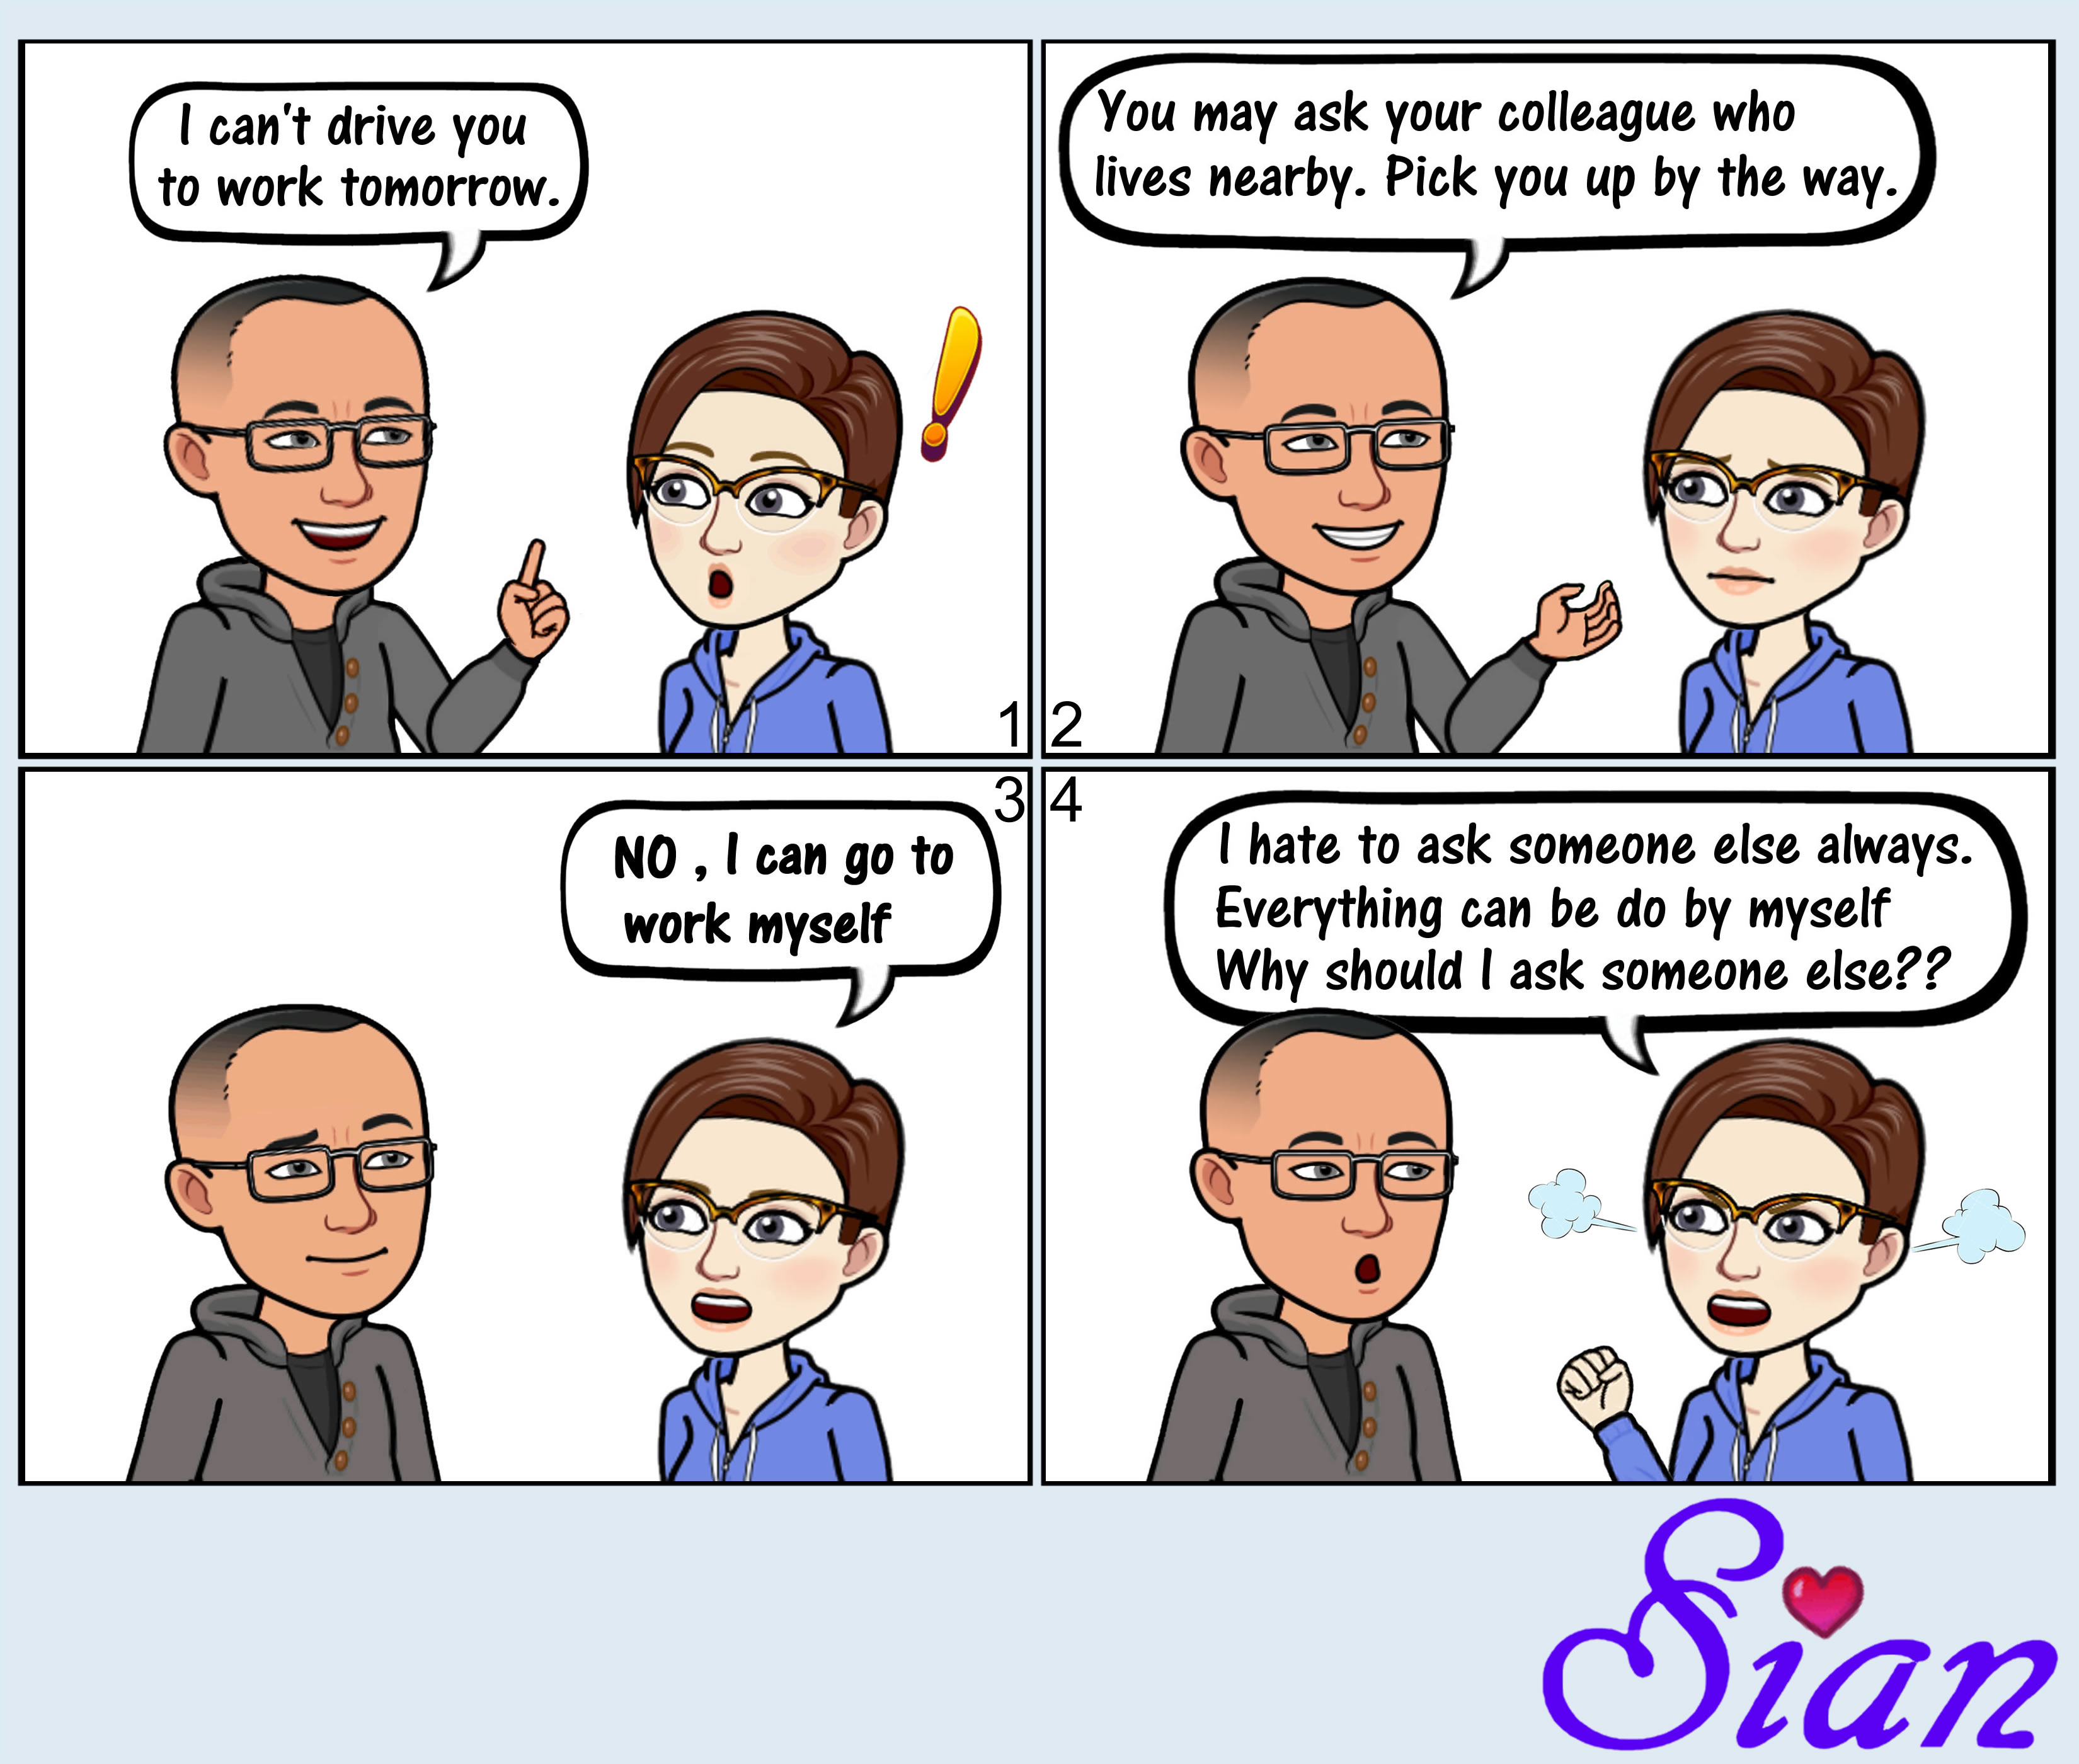 I can't drive you
to work tomorrow.
1
You may ask your colleague who
lives nearby. Pick you up by the way.
2
3
NO , I can go to
work myself
4
I hate to ask someone else always.
Everything can be do by myself
Why should I ask someone else??
Sian